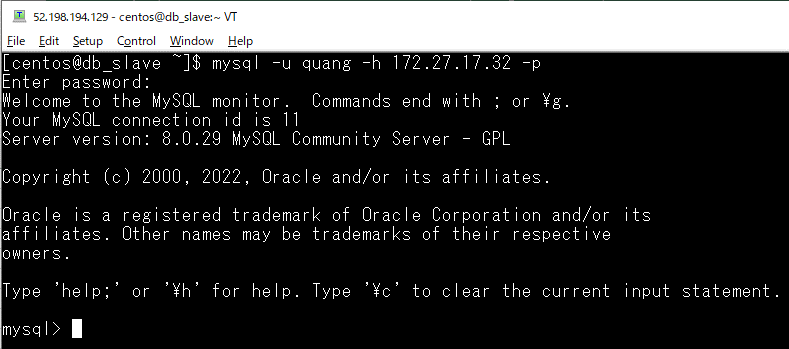 52.198.194.129 - centos@db_slave:~ VT
File Edit Setup Control Window Help
[centos@db_slave ~]$ mysql -u quang -h 172.27.17.32 -p
Enter password:
Welcome to the MySQL monitor.  Commands end with ; or ¥g.
Your MySQL connection id is 11
Server version: 8.0.29 MySQL Community Server - GPL
Copyright (c) 2000, 2022, Oracle and/or its affiliates.
Oracle is a registered trademark of Oracle Corporation and/or its
affiliates. Other names may be trademarks of their respective
owners.
Type 'help;' or '¥h' for help. Type '¥c' to clear the current input statement.
mysql>